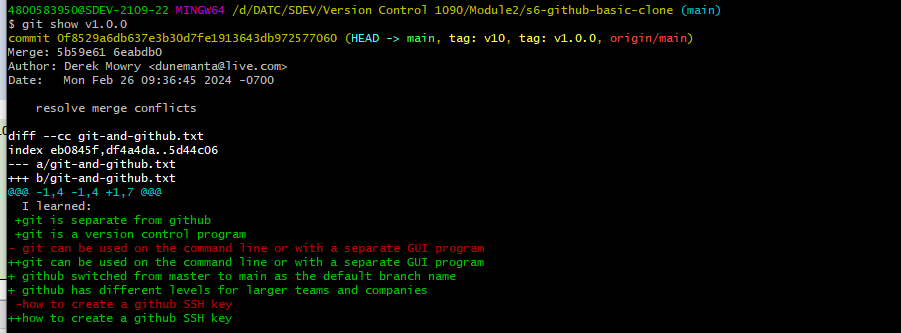 4800583950@SDEV-2109-22 MINGW64 /d/DATC/SDEV/Version Control 1090/Module2/s6-github-basic-clone (main)
$ git show v1.0.0
commit 0f8529a6db637e3b30d7fe1913643db972577060 (HEAD -> main, tag: v10, tag: v1.0.0, origin/main)
Merge: 5b59e61 6eabdb0
Author: Derek Mowry <dunemanta@live.com>
Date:   Mon Feb 26 09:36:45 2024 -0700

    resolve merge conflicts

diff --cc git-and-github.txt
index eb0845f,df4a4da..5d44c06
--- a/git-and-github.txt
+++ b/git-and-github.txt
@@@ -1,4 -1,4 +1,7 @@@
  I learned:
 +git is separate from github
 +git is a version control program
- git can be used on the command line or with a separate GUI program
++git can be used on the command line or with a separate GUI program
+ github switched from master to main as the default branch name
+ github has different levels for larger teams and companies
 -how to create a github SSH key
++how to create a github SSH key